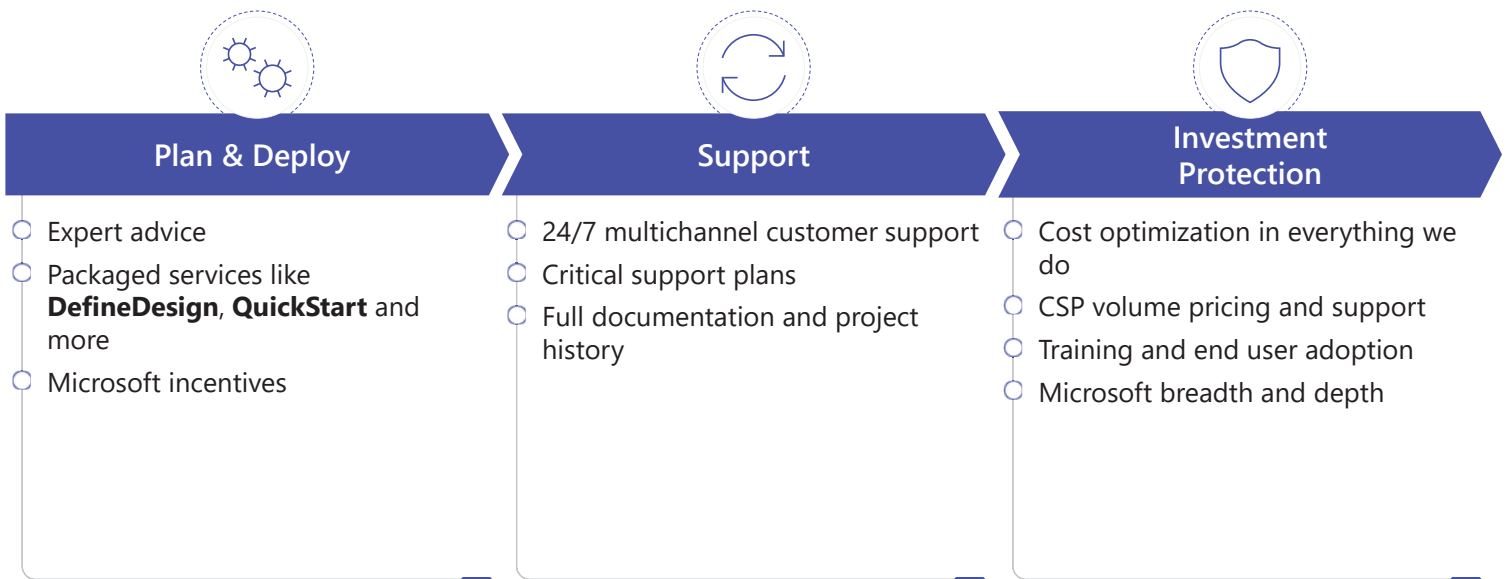 Plan & Deploy
Expert advice
Packaged services like
DefineDesign, QuickStart and
more
Microsoft incentives
Support
24/7 multichannel customer support
Critical support plans
Full documentation and project
history
Investment
Protection
Cost optimization in everything we
do
CSP volume pricing and support
Training and end user adoption
Microsoft breadth and depth